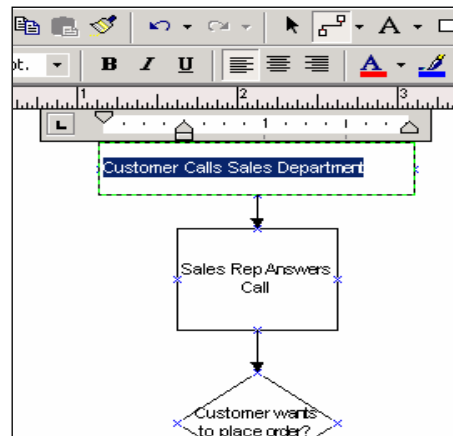 A
pt.
B I U A
1 2 3
L 1
Customer Calls Sales Department
Sales Rep Answers
Call
Customer wants
to place order?